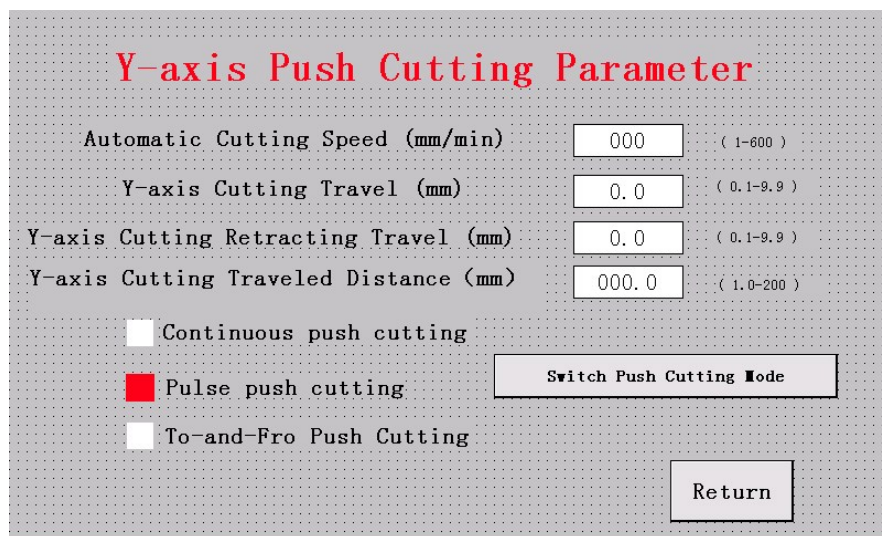 Y-axis Push Cutting Parameter
Automatic Cutting Speed (mm/min) 000 ( 1-600 )
Y-axis Cutting Travel (mm) 0.0 ( 0.1-9.9 )
Y-axis Cutting Retracting Travel (mm) 0.0 ( 0.1-9.9 )
Y-axis Cutting Traveled Distance (mm) 000.0 ( 1.0-200 )
Continuous push cutting
Switch Push Cutting Mode
Pulse push cutting
To-and-Fro Push Cutting
Return